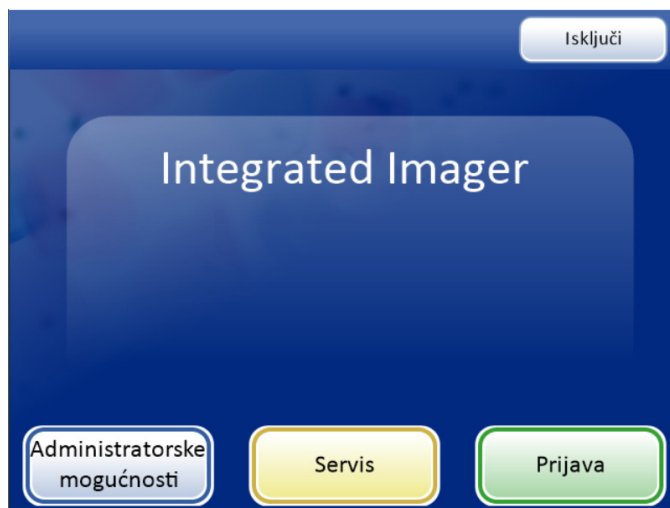 Isključi
Integrated Imager
Administratorske
mogućnosti
Servis
Prijava